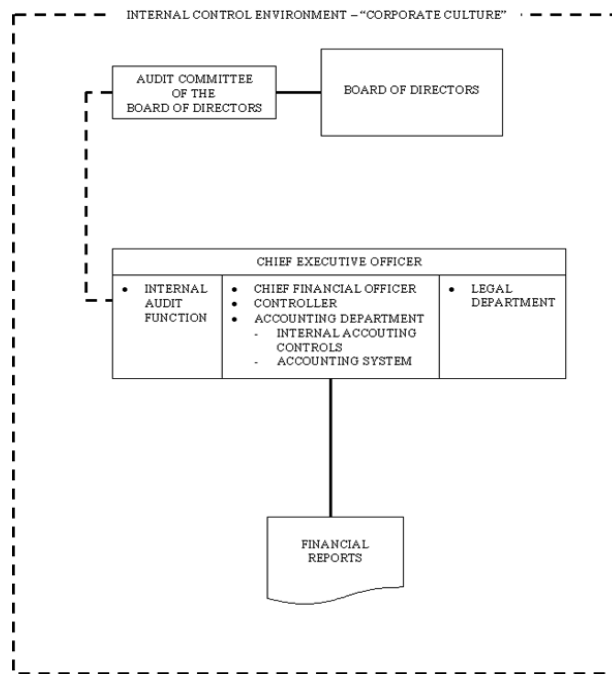 INTERNAL CONTROL ENVIRONMENT – “CORPORATE CULTURE”
AUDIT COMMITTEE
OF THE
BOARD OF DIRECTORS
BOARD OF DIRECTORS
CHIEF EXECUTIVE OFFICER
• INTERNAL
AUDIT
FUNCTION
• CHIEF FINANCIAL OFFICER
• CONTROLLER
• ACCOUNTING DEPARTMENT
- INTERNAL ACCOUTING
CONTROLS
- ACCOUNTING SYSTEM
• LEGAL
DEPARTMENT
FINANCIAL
REPORTS